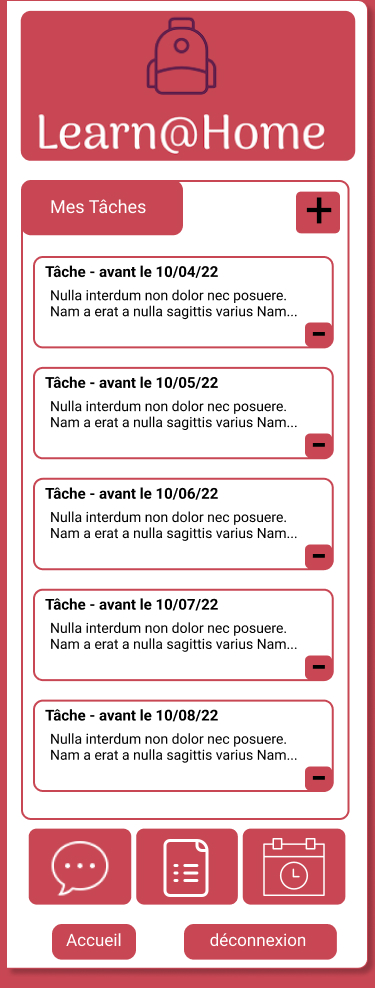 Learn@Home
Mes Tâches
+
Tâche - avant le 10/04/22
Nulla interdum non dolor nec posuere.
Nam a erat a nulla sagittis varius Nam...
-
Tâche - avant le 10/05/22
Nulla interdum non dolor nec posuere.
Nam a erat a nulla sagittis varius Nam...
-
Tâche - avant le 10/06/22
Nulla interdum non dolor nec posuere.
Nam a erat a nulla sagittis varius Nam...
-
Tâche - avant le 10/07/22
Nulla interdum non dolor nec posuere.
Nam a erat a nulla sagittis varius Nam...
-
Tâche - avant le 10/08/22
Nulla interdum non dolor nec posuere.
Nam a erat a nulla sagittis varius Nam...
-
Accueil
déconnexion